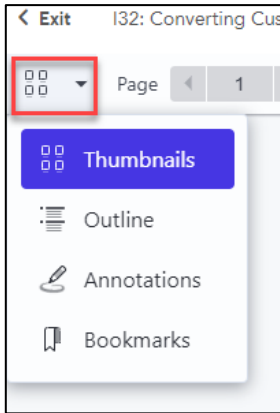 Exit I32: Converting Cus
Page 1
Thumbnails
Outline
Annotations
Bookmarks